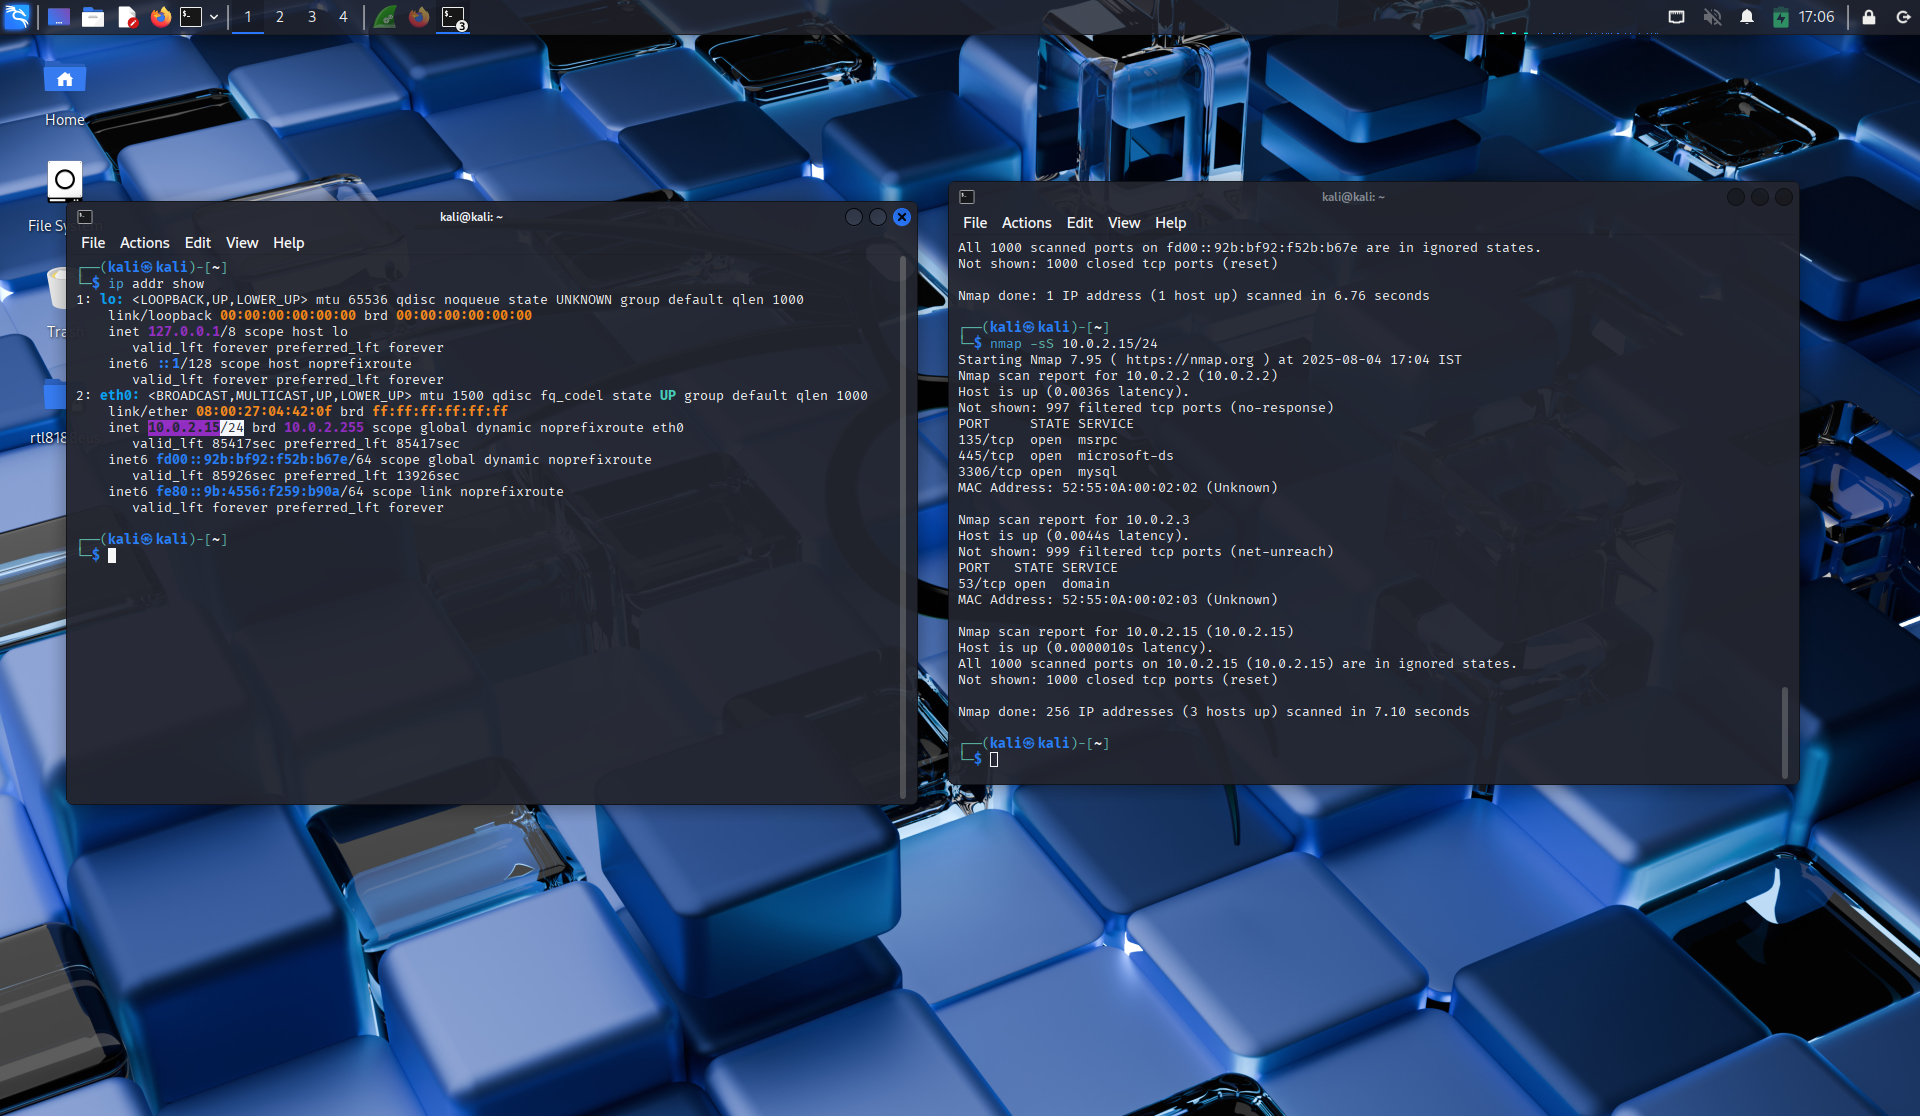 1 2 3 4
3
17:06
Home
File Sy
Tra
rtl818
kali@kali: ~
File Actions Edit View Help
┌──(kali㉿kali)-[~]
└─$ ip addr show
1: lo: <LOOPBACK,UP,LOWER_UP> mtu 65536 qdisc noqueue state UNKNOWN group default qlen 1000
link/loopback 00:00:00:00:00:00 brd 00:00:00:00:00:00
inet 127.0.0.1/8 scope host lo
valid_lft forever preferred_lft forever
inet6 ::1/128 scope host noprefixroute
valid_lft forever preferred_lft forever
2: eth0: <BROADCAST,MULTICAST,UP,LOWER_UP> mtu 1500 qdisc fq_codel state UP group default qlen 1000
link/ether 08:00:27:04:42:0f brd ff:ff:ff:ff:ff:ff
inet 10.0.2.15/24 brd 10.0.2.255 scope global dynamic noprefixroute eth0
valid_lft 85417sec preferred_lft 85417sec
inet6 fd00::92b:bf92:f52b:b67e/64 scope global dynamic noprefixroute
valid_lft 85926sec preferred_lft 13926sec
inet6 fe80::9b:4556:f259:b90a/64 scope link noprefixroute
valid_lft forever preferred_lft forever
┌──(kali㉿kali)-[~]
└─$
kali@kali: ~
File Actions Edit View Help
All 1000 scanned ports on fd00::92b:bf92:f52b:b67e are in ignored states.
Not shown: 1000 closed tcp ports (reset)
Nmap done: 1 IP address (1 host up) scanned in 6.76 seconds
┌──(kali㉿kali)-[~]
└─$ nmap -sS 10.0.2.15/24
Starting Nmap 7.95 ( https://nmap.org ) at 2025-08-04 17:04 IST
Nmap scan report for 10.0.2.2 (10.0.2.2)
Host is up (0.0036s latency).
Not shown: 997 filtered tcp ports (no-response)
PORT STATE SERVICE
135/tcp open msrpc
445/tcp open microsoft-ds
3306/tcp open mysql
MAC Address: 52:55:0A:00:02:02 (Unknown)
Nmap scan report for 10.0.2.3
Host is up (0.0044s latency).
Not shown: 999 filtered tcp ports (net-unreach)
PORT STATE SERVICE
53/tcp open domain
MAC Address: 52:55:0A:00:02:03 (Unknown)
Nmap scan report for 10.0.2.15 (10.0.2.15)
Host is up (0.0000010s latency).
All 1000 scanned ports on 10.0.2.15 (10.0.2.15) are in ignored states.
Not shown: 1000 closed tcp ports (reset)
Nmap done: 256 IP addresses (3 hosts up) scanned in 7.10 seconds
┌──(kali㉿kali)-[~]
└─$